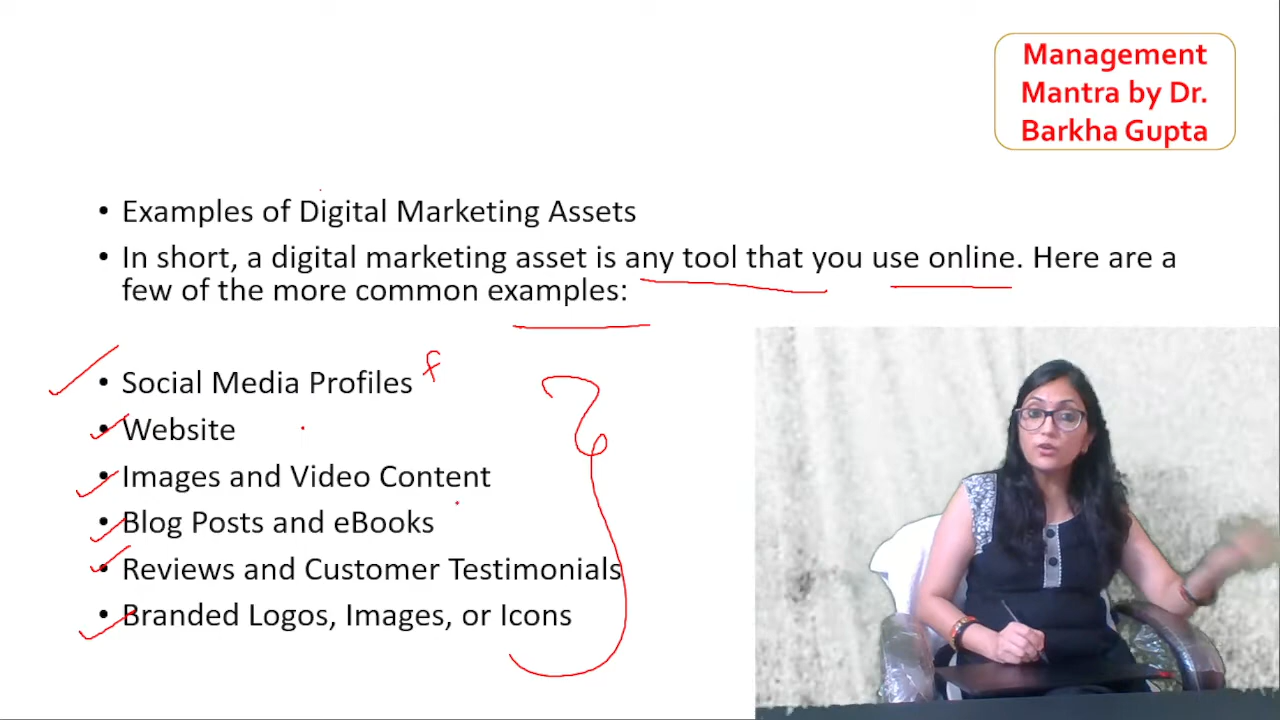 Management
Mantra by Dr.
Barkha Gupta
• Examples of Digital Marketing Assets
• In short, a digital marketing asset is any tool that you use online. Here are a
few of the more common examples:
• Social Media Profiles f
• Website
• Images and Video Content
• Blog Posts and eBooks
• Reviews and Customer Testimonials
• Branded Logos, Images, or Icons